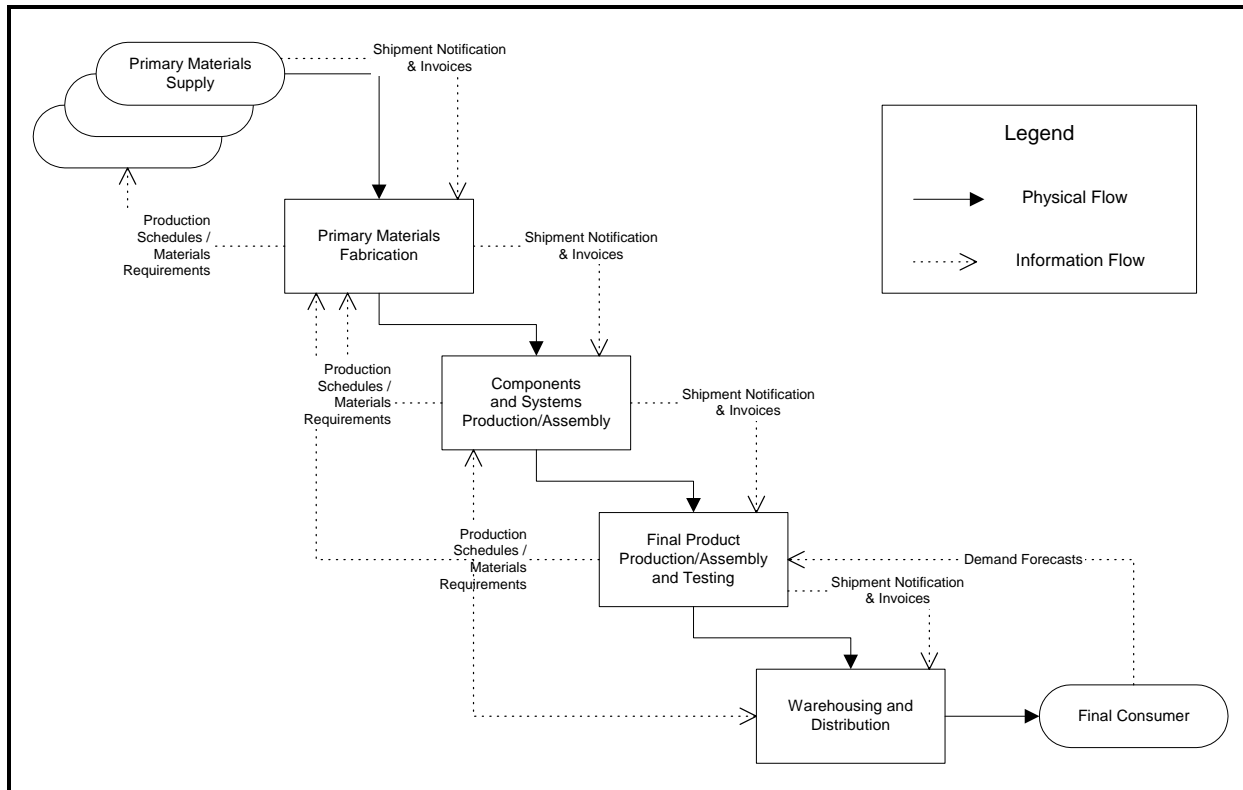 Primary Materials
Supply
Shipment Notification
& Invoices
Legend
Physical Flow
Information Flow
Production
Schedules /
Materials
Requirements
Primary Materials
Fabrication
Shipment Notification
& Invoices
Production
Schedules /
Materials
Requirements
Components
and Systems
Production/Assembly
Shipment Notification
& Invoices
Production
Schedules /
Materials
Requirements
Final Product
Production/Assembly
and Testing
Demand Forecasts
Shipment Notification
& Invoices
Warehousing and
Distribution
Final Consumer